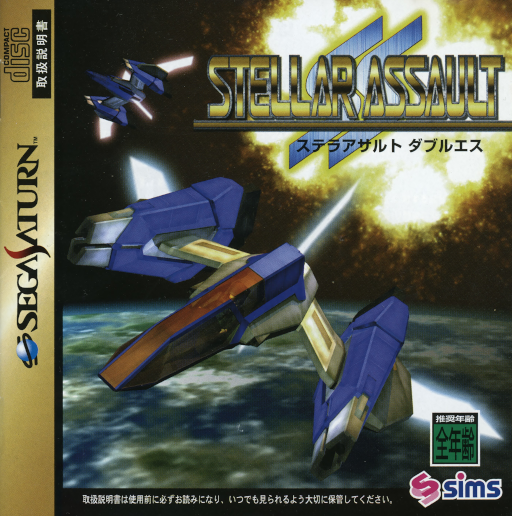 COMPACT
disc
取扱説明書
SEGA SATURN™
STELLAR ASSAULT SS
ステラアサルト ダブルエス
推奨年齢
全年齢
取扱説明書は使用前に必ずお読みになり、いつでも見られるよう大切に保管してください。
sims